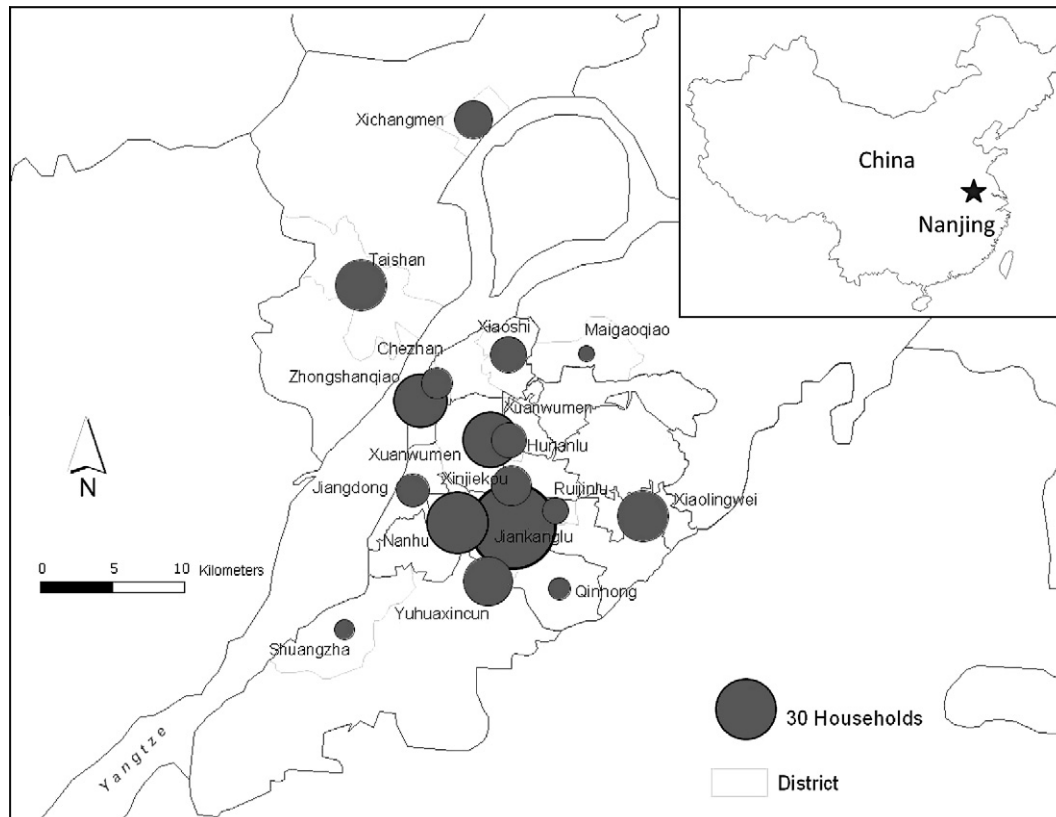 Xichangmen
China
Nanjing
Taishan
Xiaoshi
Maigaoqiao
Chezhan
Zhongshanqiao
Xuanwumen
Hunanlu
Xuanwumen
Xinjiekou
Ruijinlu
Jiangdong
Xiaolingwei
Nanhu
Jiankanglu
N
0 5 10 Kilometers
Qinhong
Yuhuaxincun
Shuangzha
30 Households
Yangtze
District